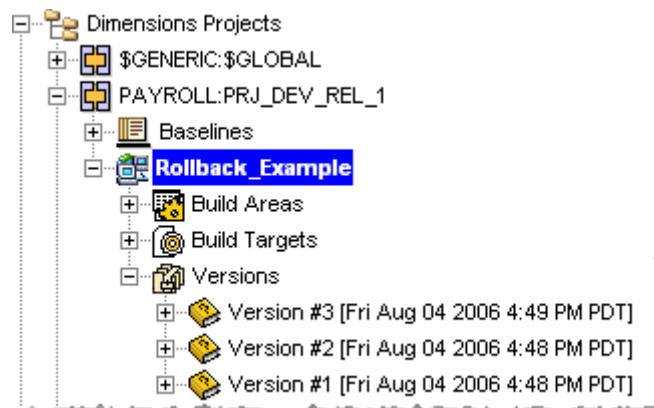 Dimensions Projects
$GENERIC:$GLOBAL
PAYROLL:PRJ_DEV_REL_1
Baselines
Rollback_Example
Build Areas
Build Targets
Versions
Version #3 [Fri Aug 04 2006 4:49 PM PDT]
Version #2 [Fri Aug 04 2006 4:48 PM PDT]
Version #1 [Fri Aug 04 2006 4:48 PM PDT]